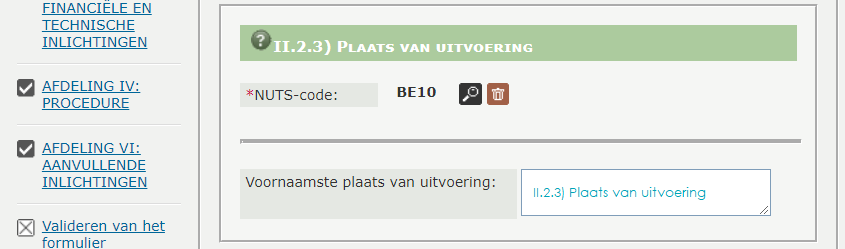 FINANCIËLE EN
TECHNISCHE
INLICHTINGEN
AFDELING IV:
PROCEDURE
AFDELING VI:
AANVULLENDE
INLICHTINGEN
Valideren van het
formulier
II.2.3) PLAATS VAN UITVOERING
*NUTS-code: BE10
Voornaamste plaats van uitvoering: II.2.3) Plaats van uitvoering